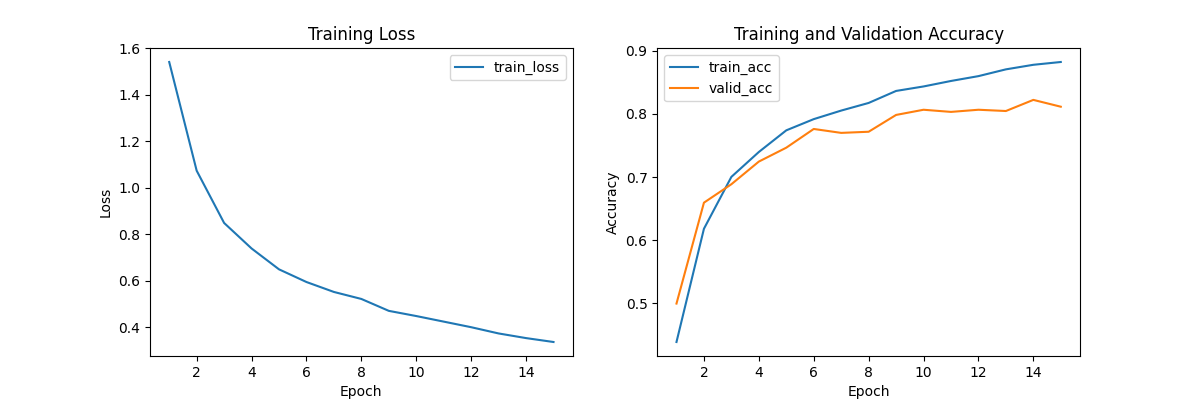 Training Loss
train_loss
1.6
1.4
1.2
1.0
0.8
0.6
0.4
Loss
2 4 6 8 10 12 14
Epoch
Training and Validation Accuracy
train_acc
valid_acc
0.9
0.8
0.7
0.6
0.5
Accuracy
2 4 6 8 10 12 14
Epoch